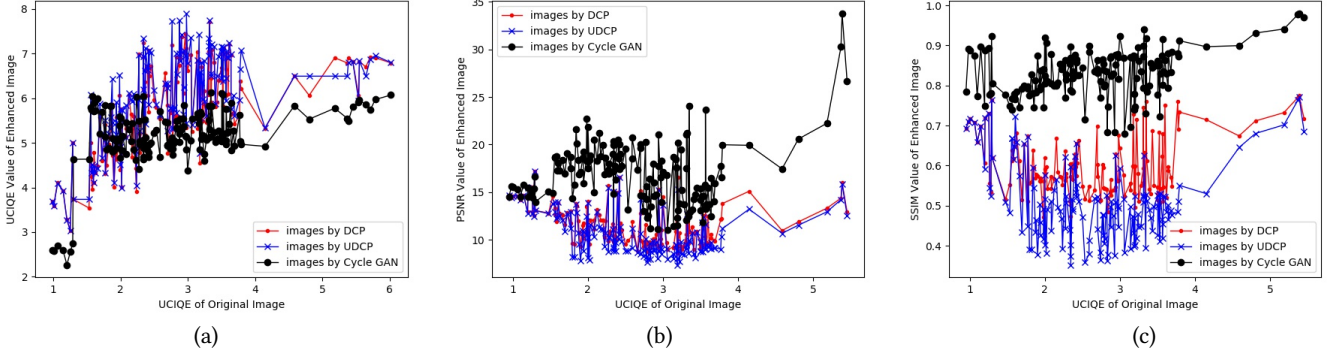 8
7
6
5
4
3
2
UCIQE Value of Enhanced Image
images by DCP
images by UDCP
images by Cycle GAN
1 2 3 4 5 6
UCIQE of Original Image
(a)
35
30
25
20
15
10
PSNR Value of Enhanced Image
images by DCP
images by UDCP
images by Cycle GAN
1 2 3 4 5
UCIQE of Original Image
(b)
1.0
0.9
0.8
0.7
0.6
0.5
0.4
SSIM Value of Enhanced Image
images by DCP
images by UDCP
images by Cycle GAN
1 2 3 4 5
UCIQE of Original Image
(c)